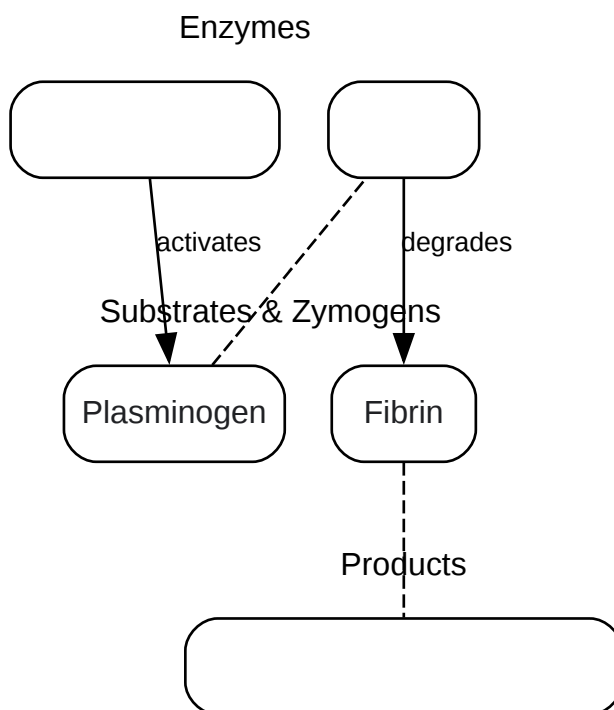 Enzymes
activates
degrades
Substrates & Zymogens
Plasminogen
Fibrin
Products